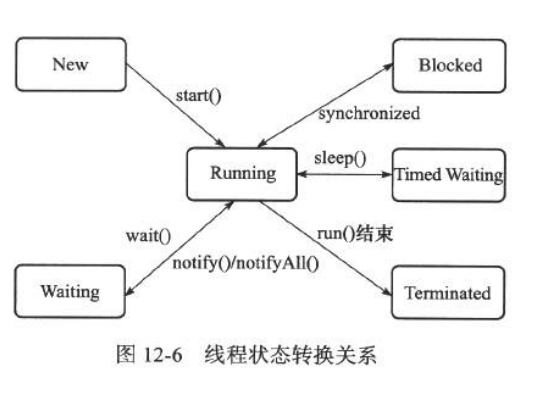 New
Blocked
start()
synchronized
Running
sleep()
Timed Waiting
wait()
run()结束
notify()/notifyAll()
Waiting
Terminated
图 12-6 线程状态转换关系